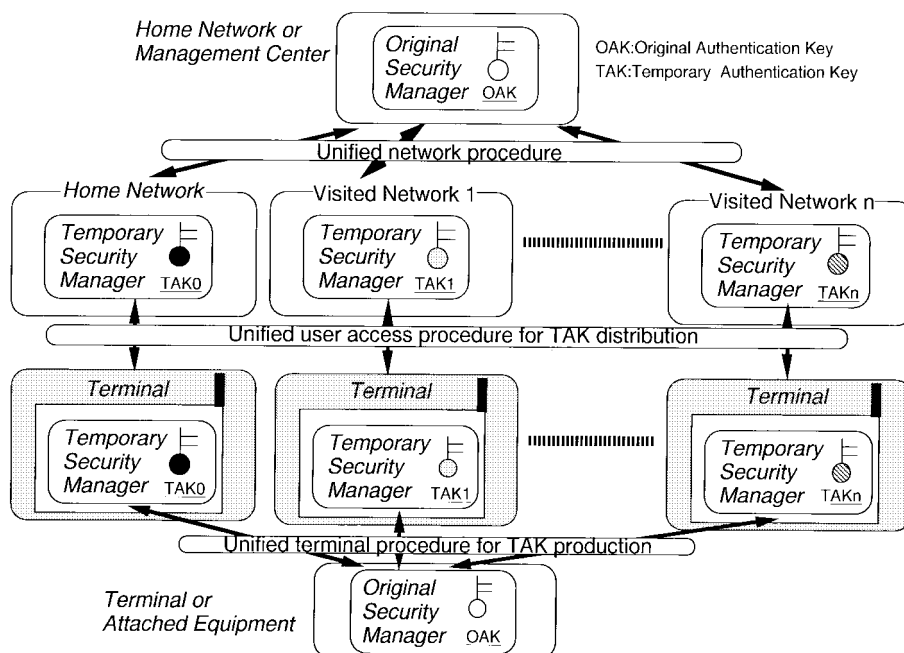 Home Network or
Management Center
Original
Security
Manager OAK
OAK:Original Authentication Key
TAK:Temporary Authentication Key
Unified network procedure
Home Network
Temporary
Security
Manager TAK0
Visited Network 1
Temporary
Security
Manager TAK1
Visited Network n
Temporary
Security
Manager TAKn
Unified user access procedure for TAK distribution
Terminal
Temporary
Security
Manager TAK0
Terminal
Temporary
Security
Manager TAK1
Terminal
Temporary
Security
Manager TAKn
Unified terminal procedure for TAK production
Terminal or
Attached Equipment
Original
Security
Manager OAK